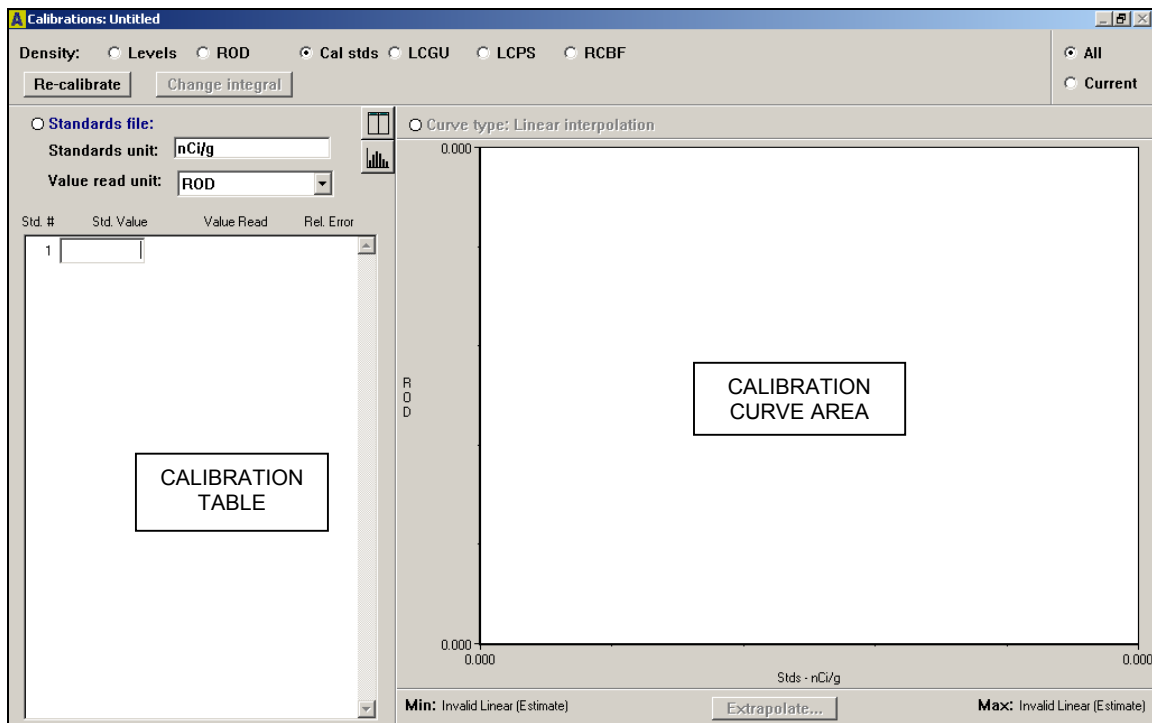 Calibrations: Untitled
Density: Levels ROD Cal stds LCGU LCPS RCBF
All
Re-calibrate Change integral
Current
Standards file:
Standards unit: nCi/g
Value read unit: ROD
Std. # Std. Value Value Read Rel. Error
1
CALIBRATION
TABLE
Curve type: Linear interpolation
0.000
ROD
CALIBRATION
CURVE AREA
0.000
0.000 0.000
Stds - nCi/g
Min: Invalid Linear (Estimate) Extrapolate... Max: Invalid Linear (Estimate)